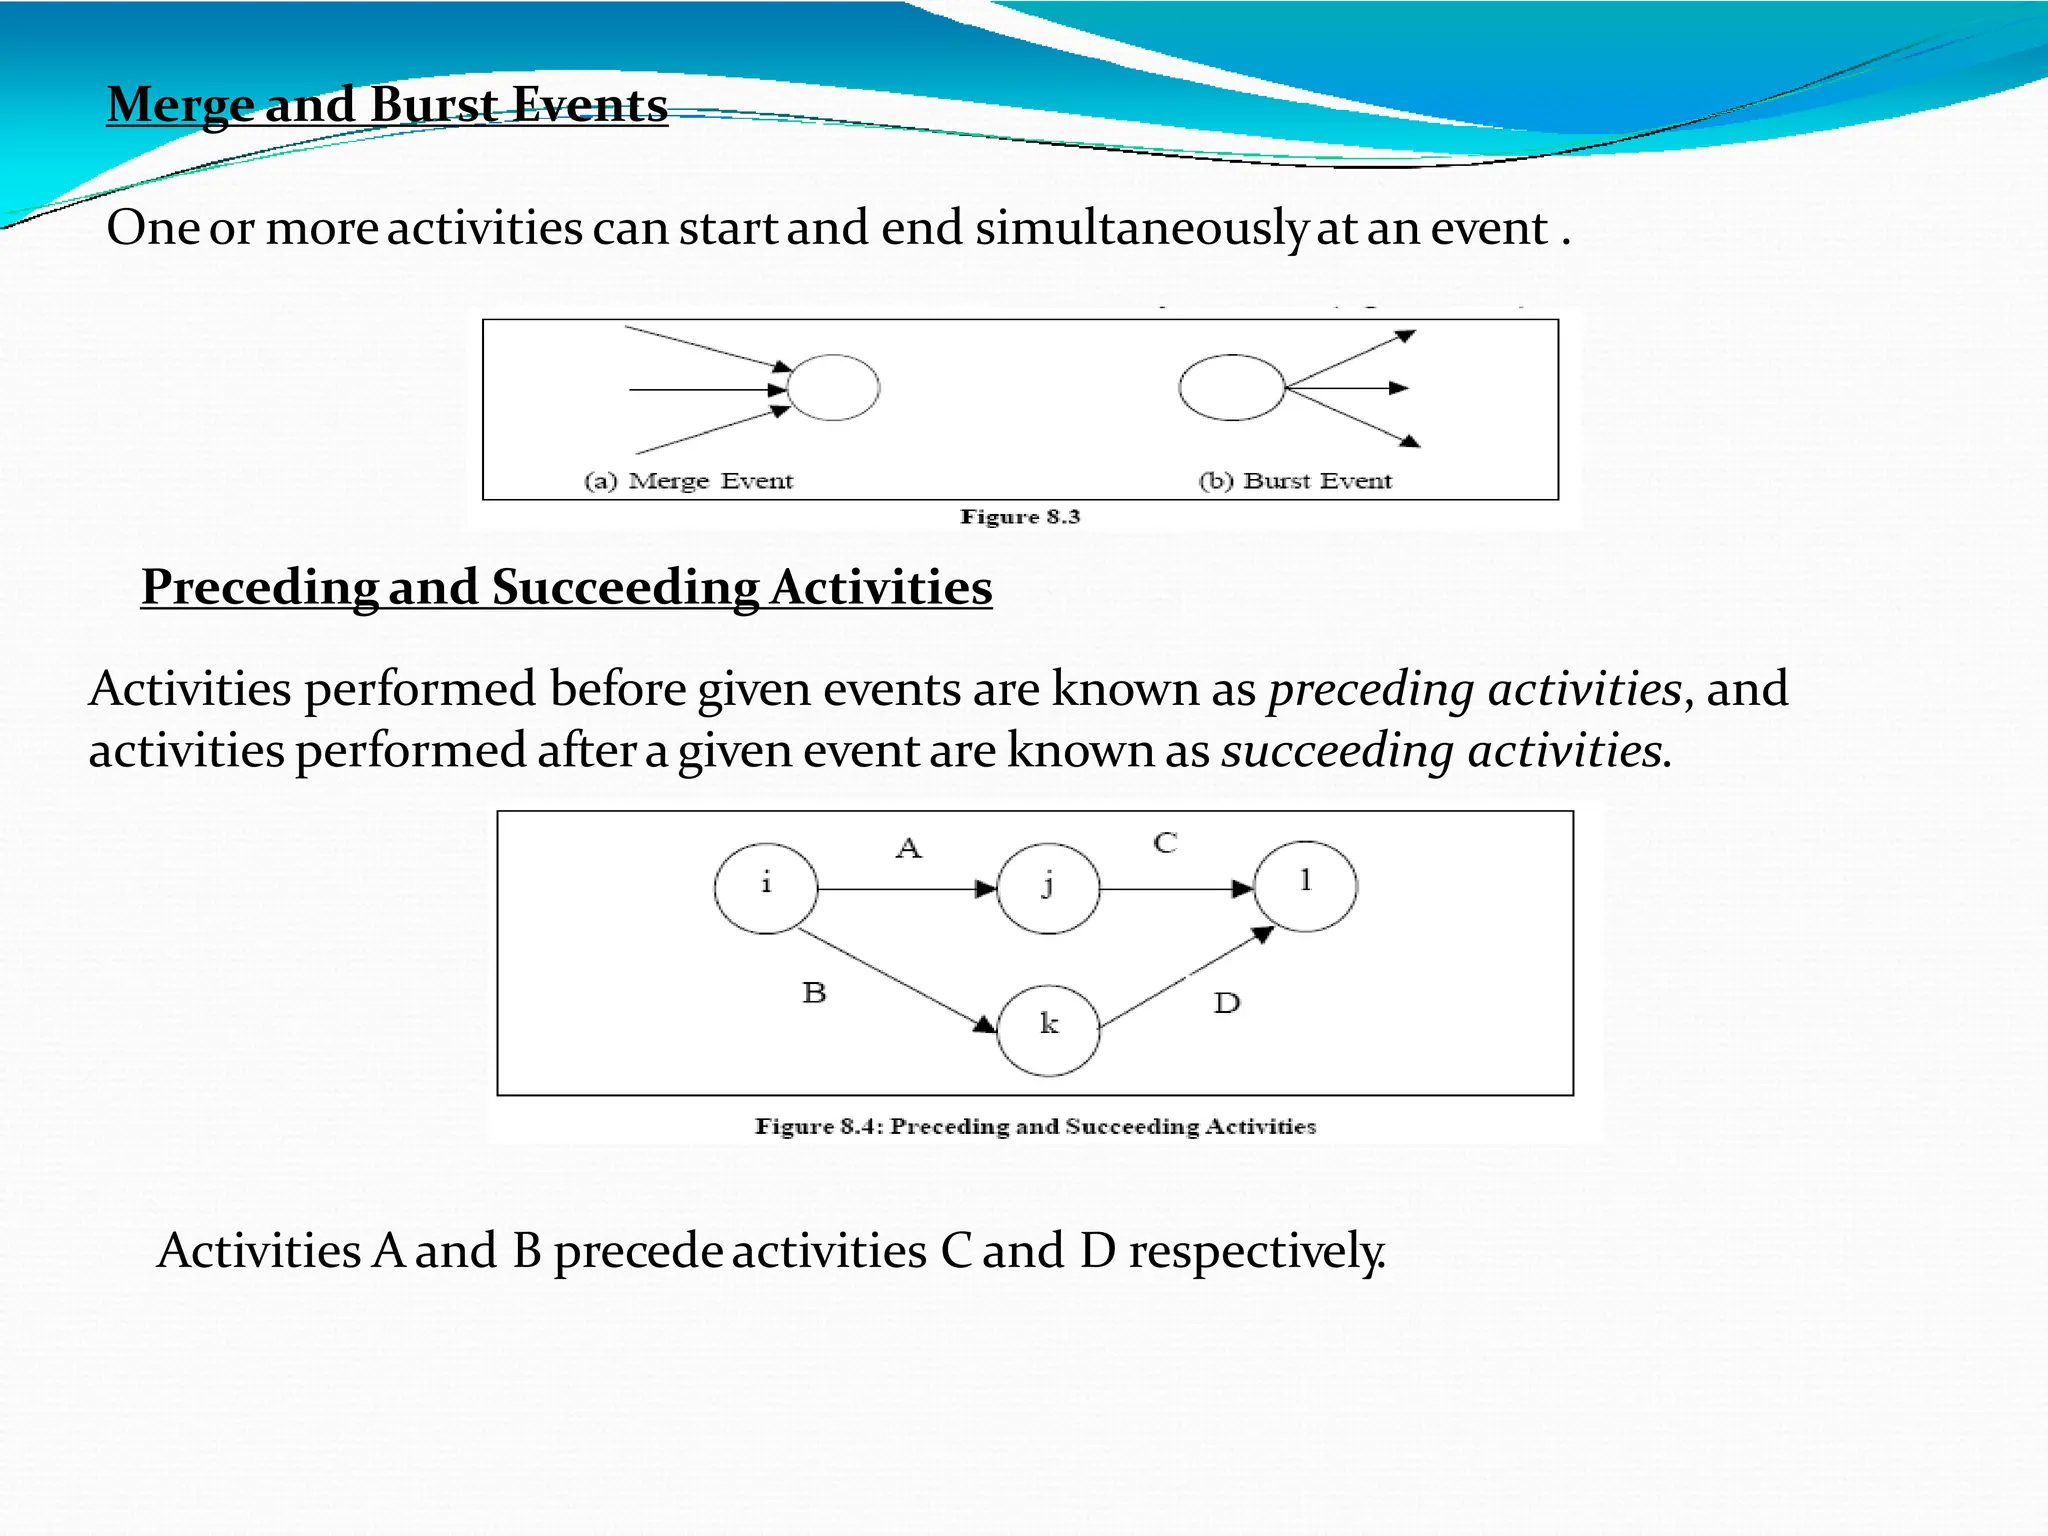 Merge and Burst Events
One or more activities can start and end simultaneously at an event .
(a) Merge Event
(b) Burst Event
Figure 8.3
Preceding and Succeeding Activities
Activities performed before given events are known as preceding activities, and
activities performed after a given event are known as succeeding activities.
A
C
i
j
l
B
D
k
Figure 8.4: Preceding and Succeeding Activities
Activities A and B precede activities C and D respectively.